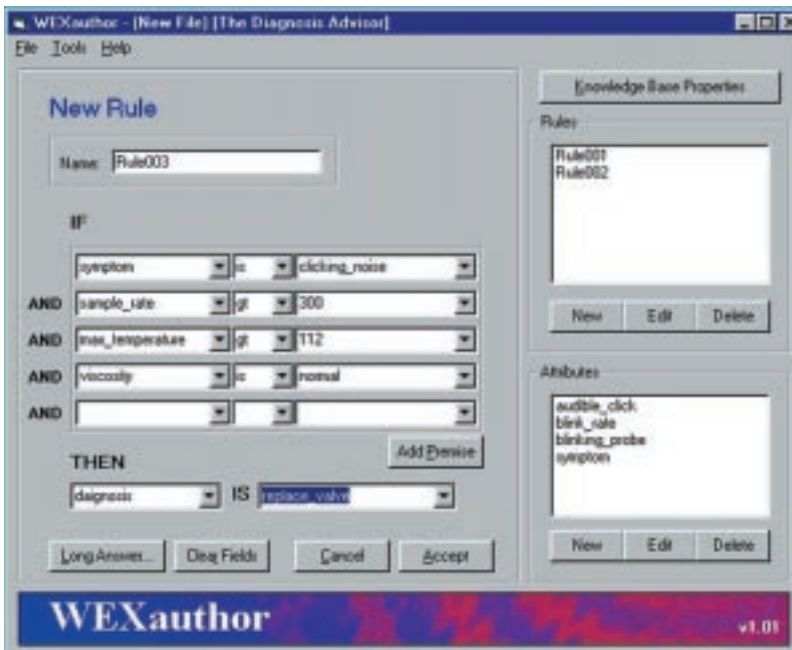 WEXauthor - [New File] [The Diagnosis Advisor]
File Tools Help
New Rule
Name: Rule003
IF
symptom is clicking_noise
AND sample_rate gt 300
AND max_temperature gt 112
AND viscosity is normal
AND
Add Premise
THEN
daignosis IS replace_valve
Long Answer... Clear Fields Cancel Accept
Knowledge Base Properties
Rules
Rule001
Rule002
New Edit Delete
Attributes
audible_click
blink_rate
blinking_probe
symptom
New Edit Delete
WEXauthor v1.01